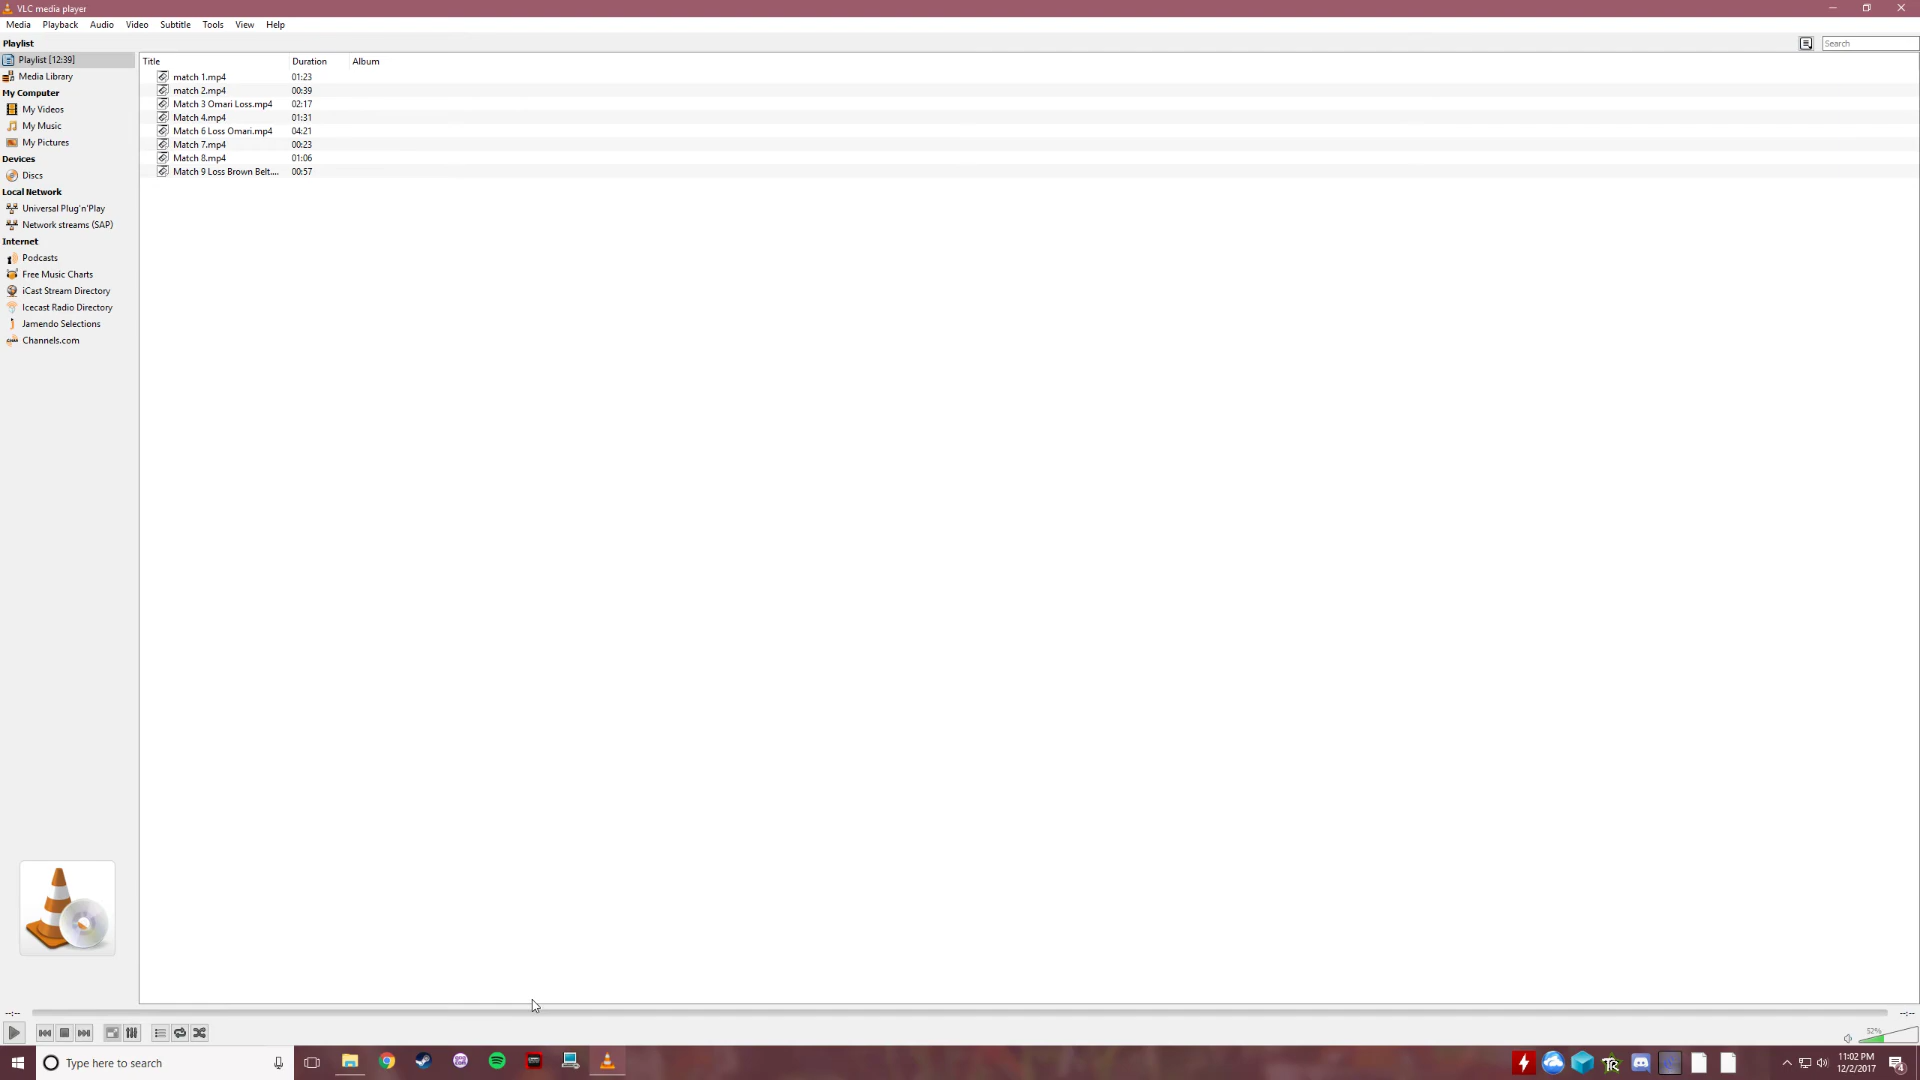 VLC media player
Media Playback Audio Video Subtitle Tools View Help
Playlist
Search
Playlist [12:39]
Media Library
My Computer
My Videos
My Music
My Pictures
Devices
Discs
Local Network
Universal Plug'n'Play
Network streams (SAP)
Internet
Podcasts
Free Music Charts
iCast Stream Directory
Icecast Radio Directory
Jamendo Selections
Channels.com
Title Duration Album
match 1.mp4 01:23
match 2.mp4 00:39
Match 3 Omari Loss.mp4 02:17
Match 4.mp4 01:31
Match 6 Loss Omari.mp4 04:21
Match 7.mp4 00:23
Match 8.mp4 01:06
Match 9 Loss Brown Belt.... 00:57
--:-- --:--
52%
Type here to search
11:02 PM
12/2/2017
4